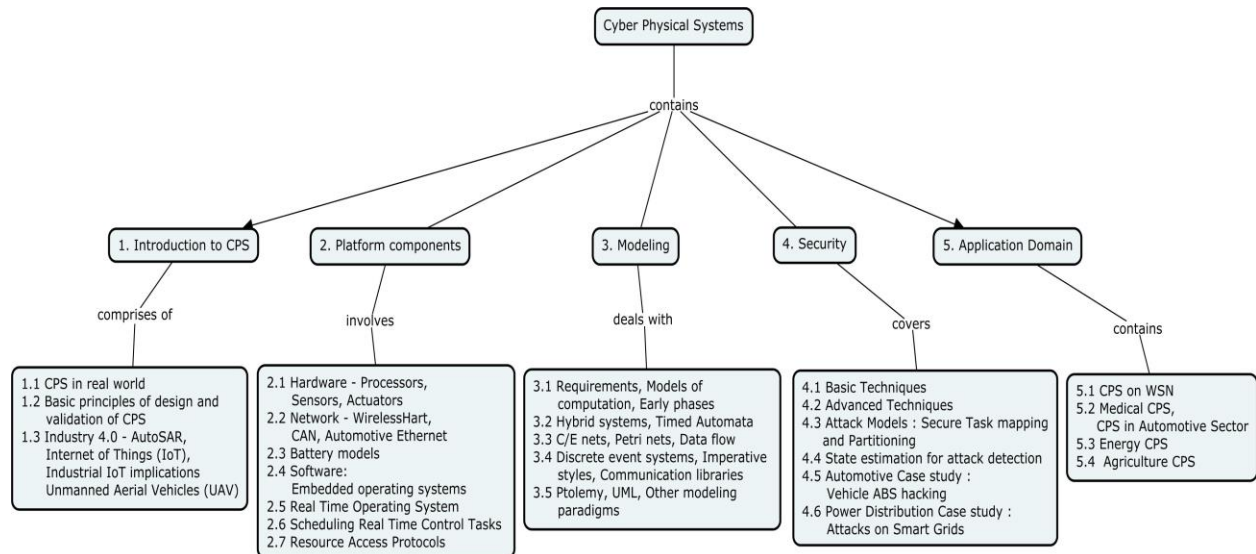 Cyber Physical Systems
contains
1. Introduction to CPS
2. Platform components
3. Modeling
4. Security
5. Application Domain
comprises of
involves
deals with
covers
contains
1.1 CPS in real world
1.2 Basic principles of design and
validation of CPS
1.3 Industry 4.0 - AutoSAR,
Internet of Things (IoT),
Industrial IoT implications
Unmanned Aerial Vehicles (UAV)
2.1 Hardware - Processors,
Sensors, Actuators
2.2 Network - WirelessHart,
CAN, Automotive Ethernet
2.3 Battery models
2.4 Software:
Embedded operating systems
2.5 Real Time Operating System
2.6 Scheduling Real Time Control Tasks
2.7 Resource Access Protocols
3.1 Requirements, Models of
computation, Early phases
3.2 Hybrid systems, Timed Automata
3.3 C/E nets, Petri nets, Data flow
3.4 Discrete event systems, Imperative
styles, Communication libraries
3.5 Ptolemy, UML, Other modeling
paradigms
4.1 Basic Techniques
4.2 Advanced Techniques
4.3 Attack Models : Secure Task mapping
and Partitioning
4.4 State estimation for attack detection
4.5 Automotive Case study :
Vehicle ABS hacking
4.6 Power Distribution Case study :
Attacks on Smart Grids
5.1 CPS on WSN
5.2 Medical CPS,
CPS in Automotive Sector
5.3 Energy CPS
5.4 Agriculture CPS